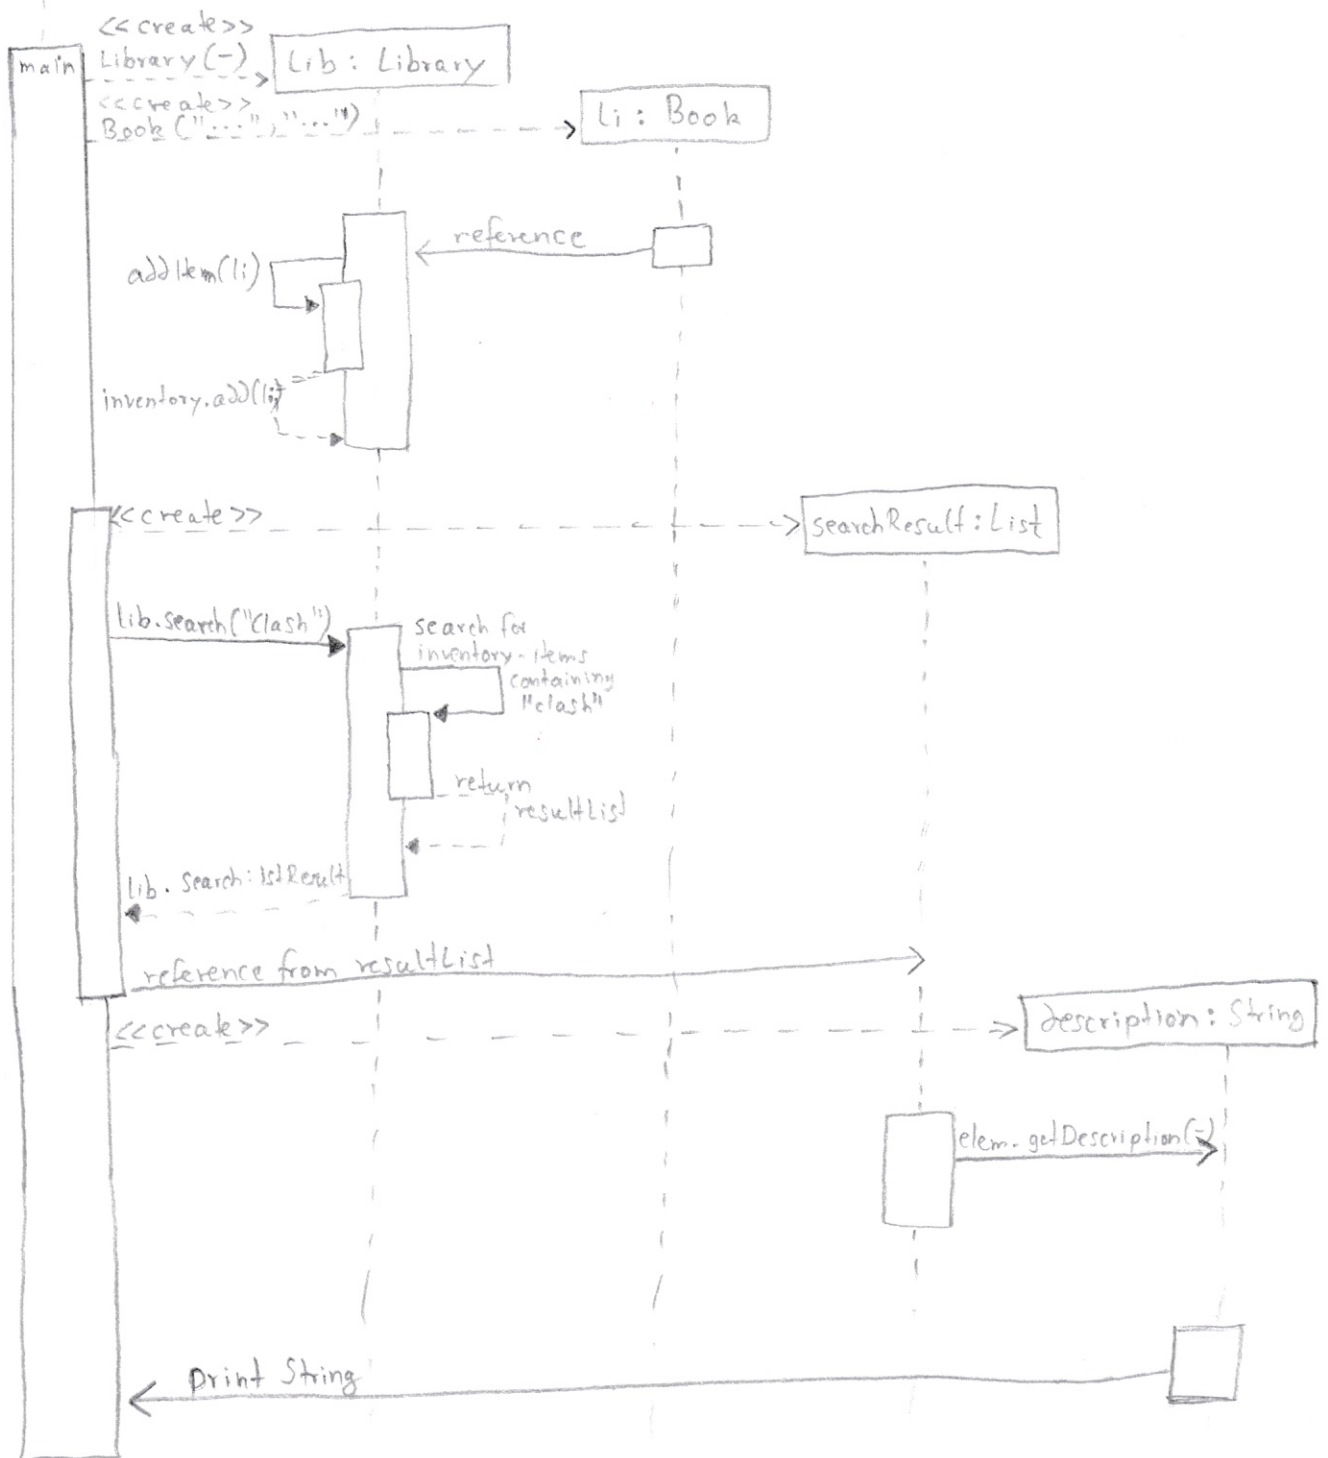 <<create>>
main
Library(-)
Lib: Library
<<create>>
Book("...","...")
li: Book
reference
addItem(li)
inventory.add(li)
<<create>>
searchResult: List
lib.search("Clash")
search for
inventory-items
containing
"clash"
return
resultList
lib. search:
reference from resultList
<<create>>
description: String
elem. getDescription(-)
Print String